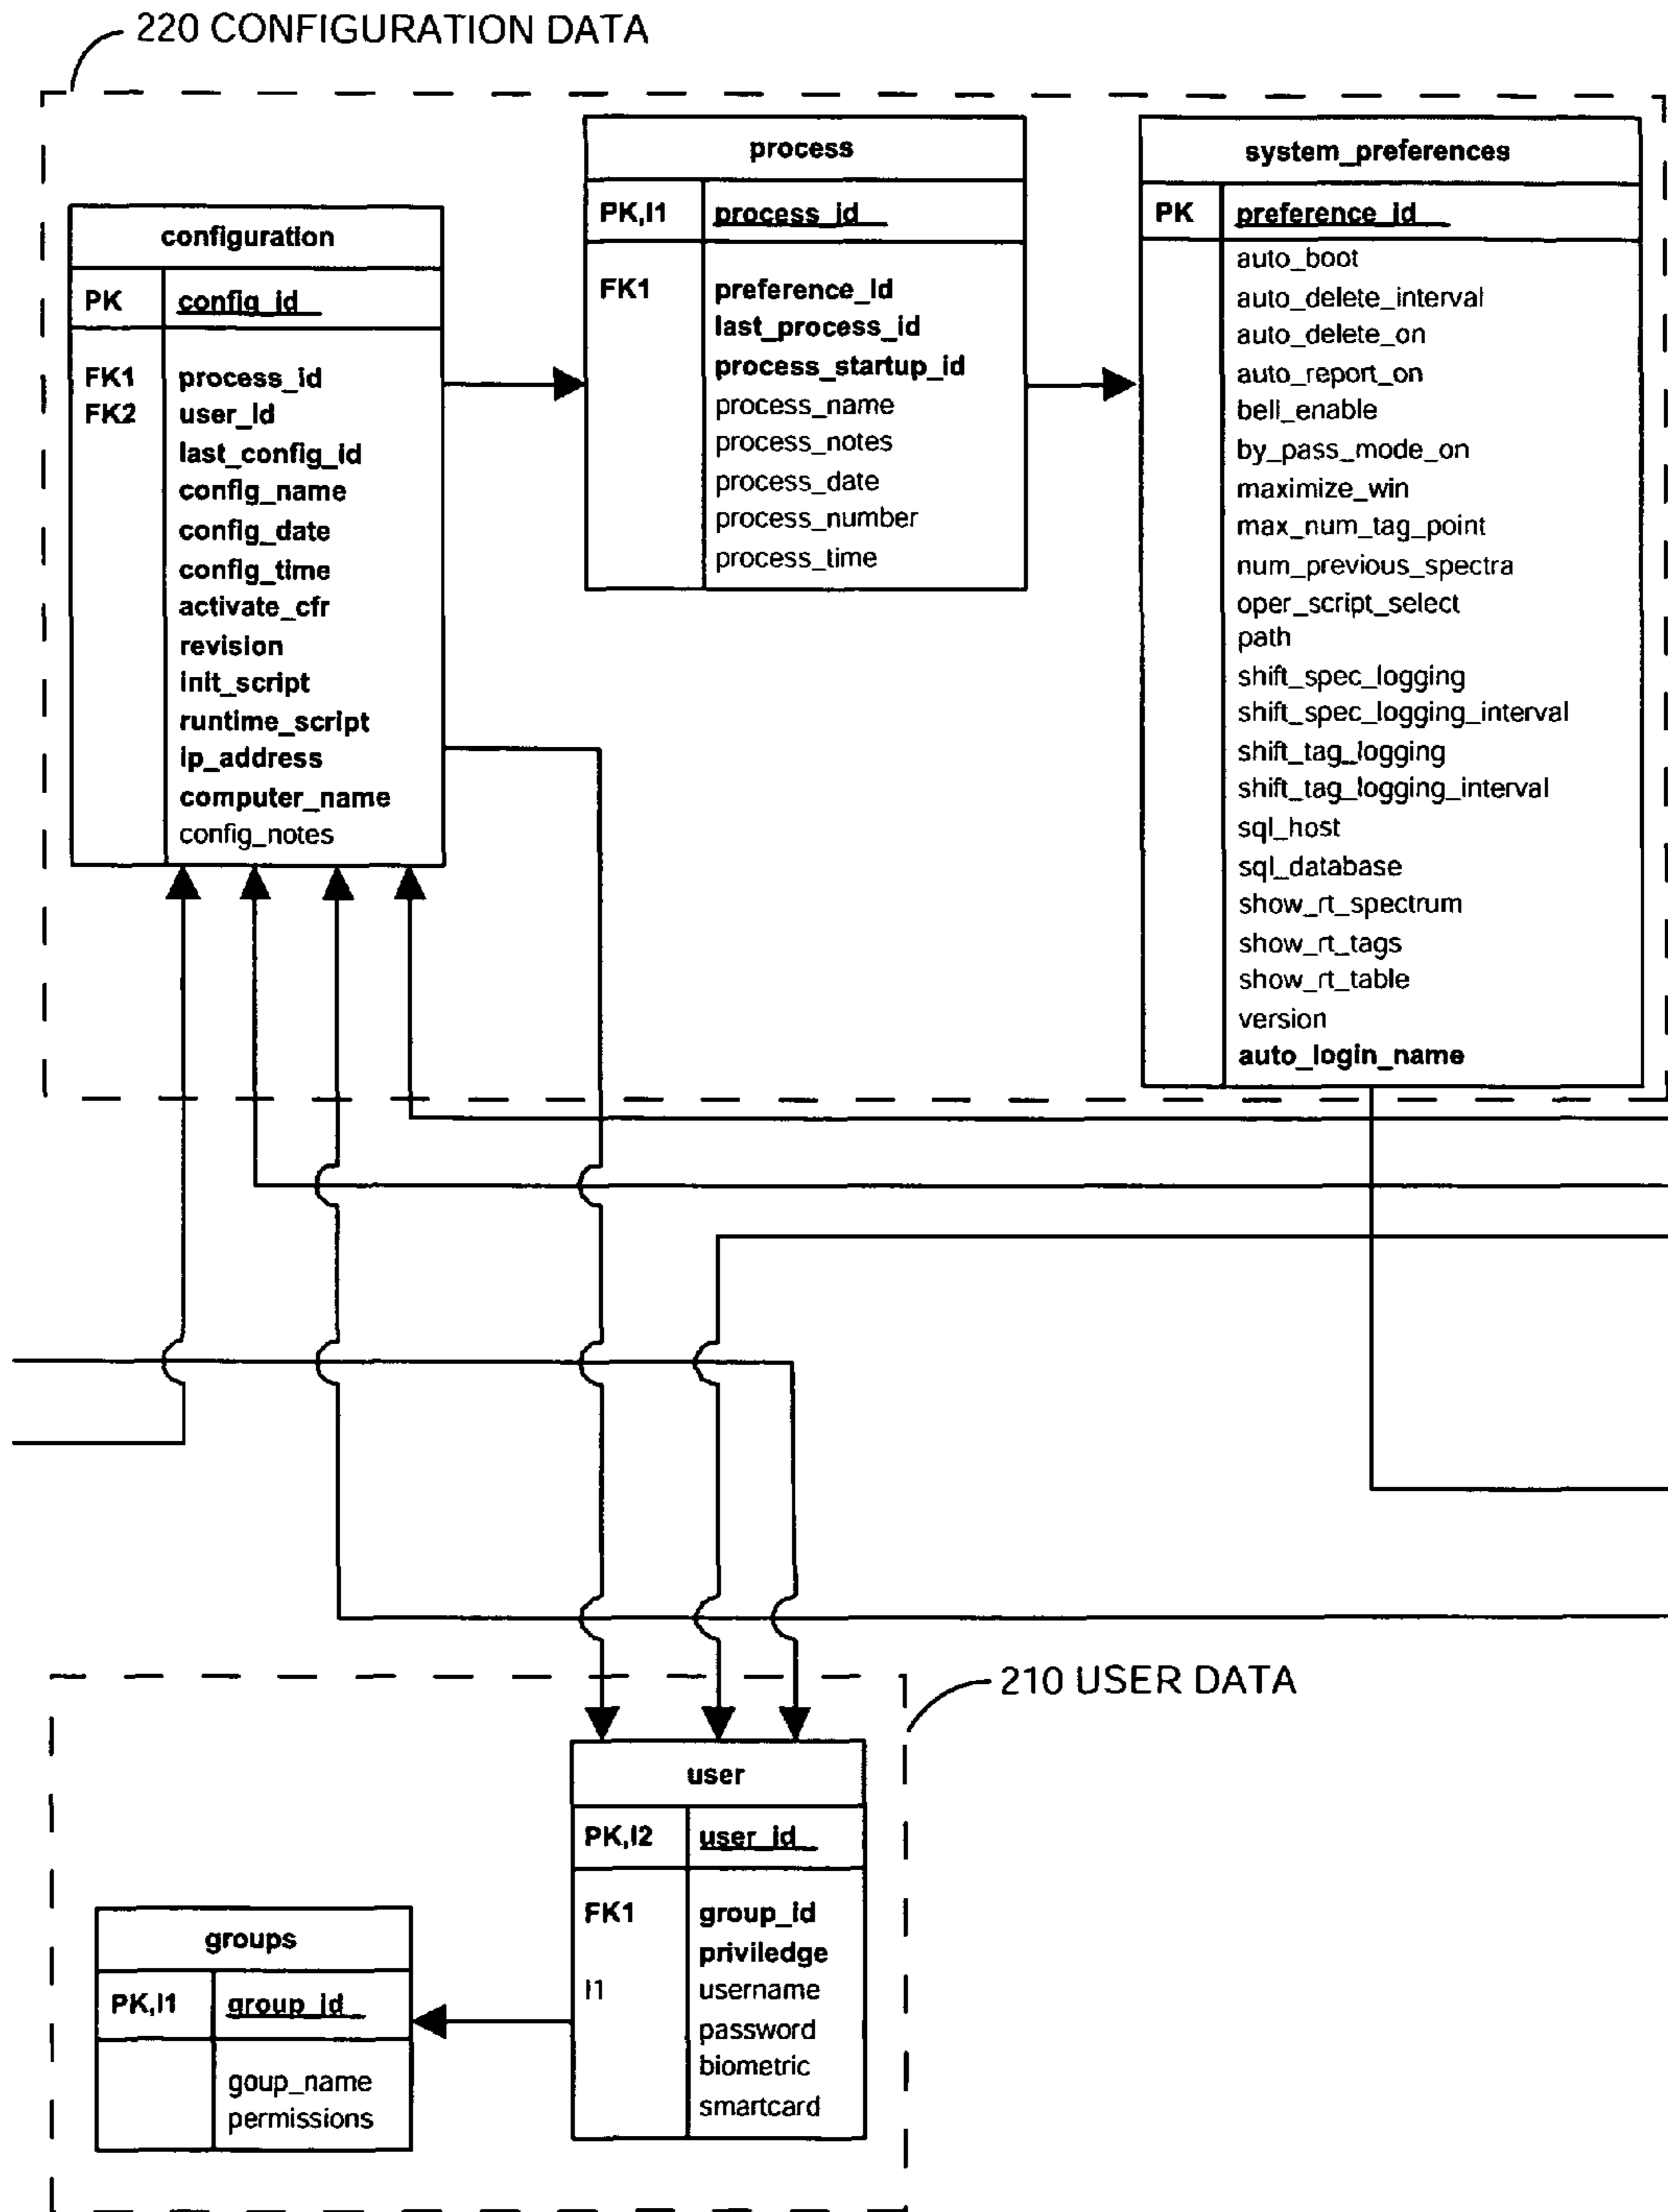 220 CONFIGURATION DATA
configuration
PK config_id
FK1 process_id
FK2 user_id
last_config_id
config_name
config_date
config_time
activate_cfr
revision
init_script
runtime_script
ip_address
computer_name
config_notes
process
PK,I1 process_id
FK1 preference_id
last_process_id
process_startup_id
process_name
process_notes
process_date
process_number
process_time
system_preferences
PK preference_id
auto_boot
auto_delete_interval
auto_delete_on
auto_report_on
bell_enable
by_pass_mode_on
maximize_win
max_num_tag_point
num_previous_spectra
oper_script_select
path
shift_spec_logging
shift_spec_logging_interval
shift_tag_logging
shift_tag_logging_interval
sql_host
sql_database
show_rt_spectrum
show_rt_tags
show_rt_table
version
auto_login_name
210 USER DATA
user
PK,I2 user_id
FK1 group_id
priviledge
I1 username
password
biometric
smartcard
groups
PK,I1 group_id
goup_name
permissions